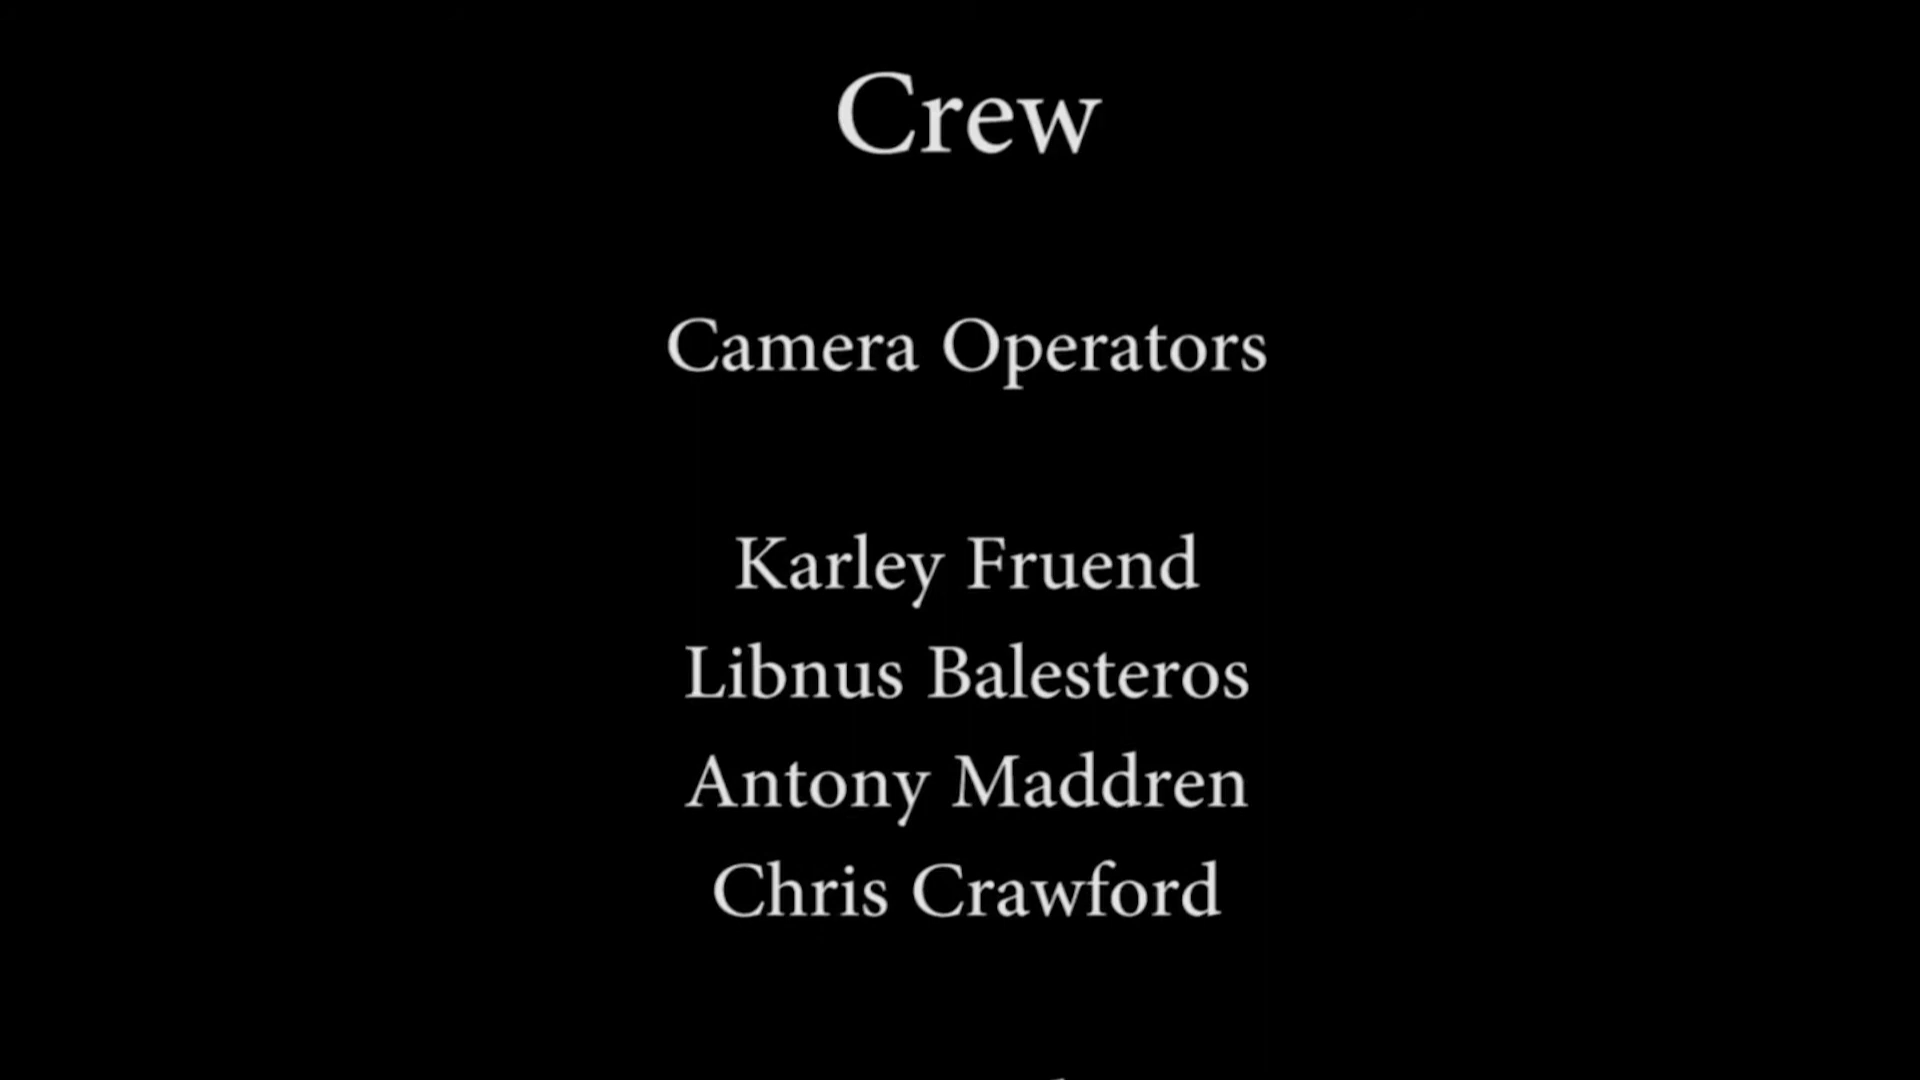 Crew
Camera Operators
Karley Fruend
Libnus Balesteros
Antony Maddren
Chris Crawford